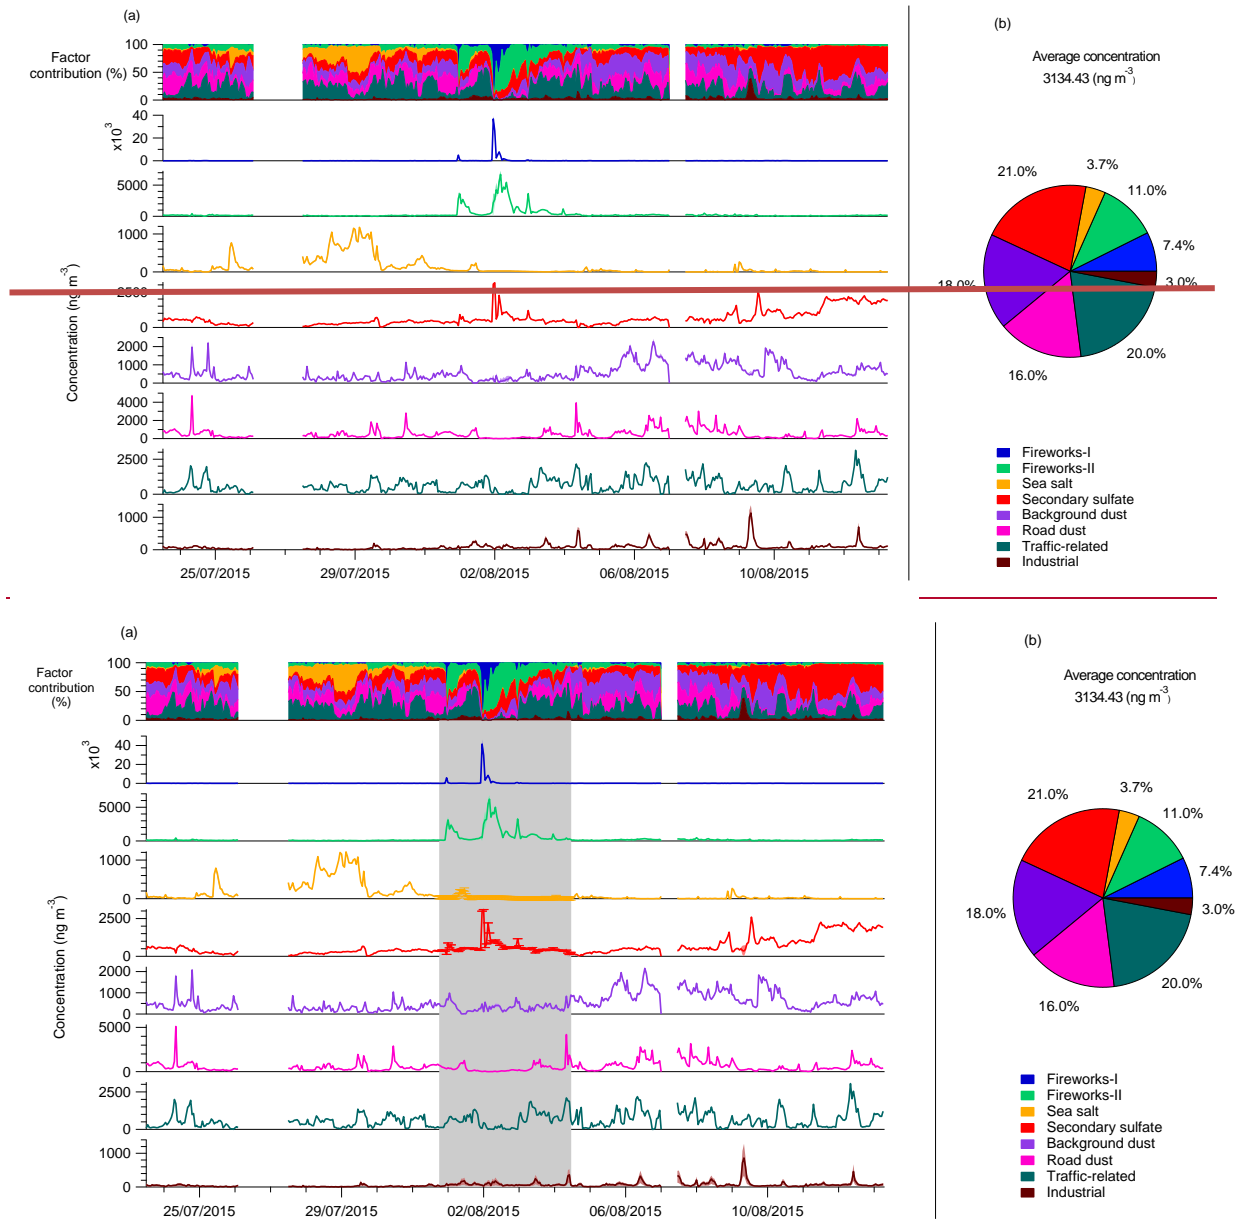 (a)
Factor
contribution (%)
100
50
0
x10³
40
20
0
5000
0
1000
0
2500
0
2000
1000
0
4000
2000
0
2500
0
1000
0
Concentration (ng m⁻³)
25/07/2015
29/07/2015
02/08/2015
06/08/2015
10/08/2015
(b)
Average concentration
3134.43 (ng m⁻³)
21.0%
3.7%
11.0%
7.4%
18.0%
3.0%
16.0%
20.0%
Fireworks-I
Fireworks-II
Sea salt
Secondary sulfate
Background dust
Road dust
Traffic-related
Industrial
(a)
Factor
contribution
(%)
100
50
0
x10³
40
20
0
5000
0
1000
0
2500
0
2000
1000
0
5000
0
2500
0
1000
0
Concentration (ng m⁻³)
25/07/2015
29/07/2015
02/08/2015
06/08/2015
10/08/2015
(b)
Average concentration
3134.43 (ng m⁻³)
21.0%
3.7%
11.0%
7.4%
18.0%
3.0%
16.0%
20.0%
Fireworks-I
Fireworks-II
Sea salt
Secondary sulfate
Background dust
Road dust
Traffic-related
Industrial